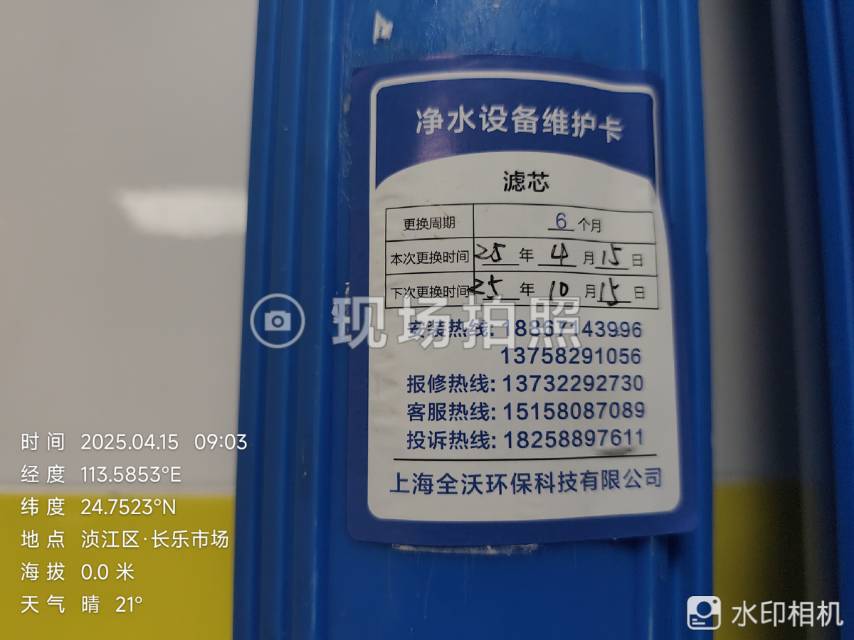 净水设备维护卡
滤芯
更换周期 6 个月
本次更换时间 25 年 4 月 15 日
下次更换时间 25 年 10 月 15 日
现场拍照
安装热线: 18867143996
13758291056
报修热线: 13732292730
客服热线: 15158087089
投诉热线: 18258897611
上海全沃环保科技有限公司
时间 2025.04.15 09:03
经度 113.5853°E
纬度 24.7523°N
地点 浈江区·长乐市场
海拔 0.0 米
天气 晴 21°
水印相机